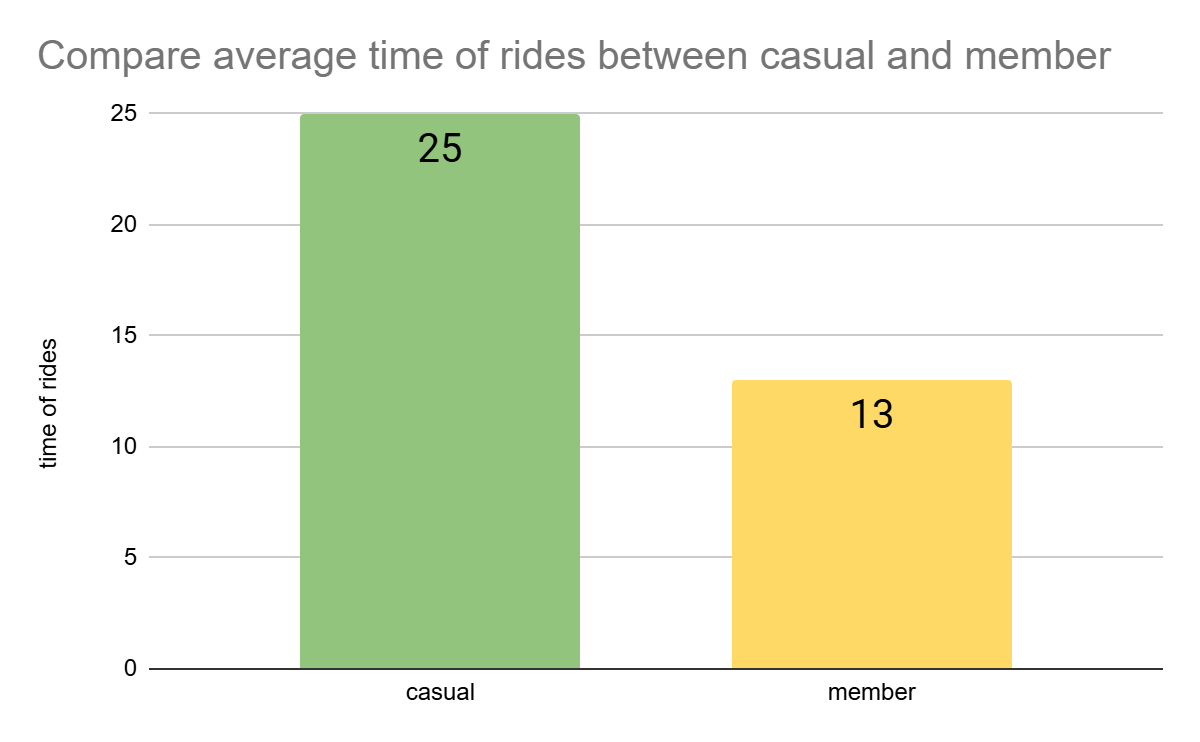 Compare average time of rides between casual and member
time of rides
25
20
15
10
5
0
25
13
casual
member